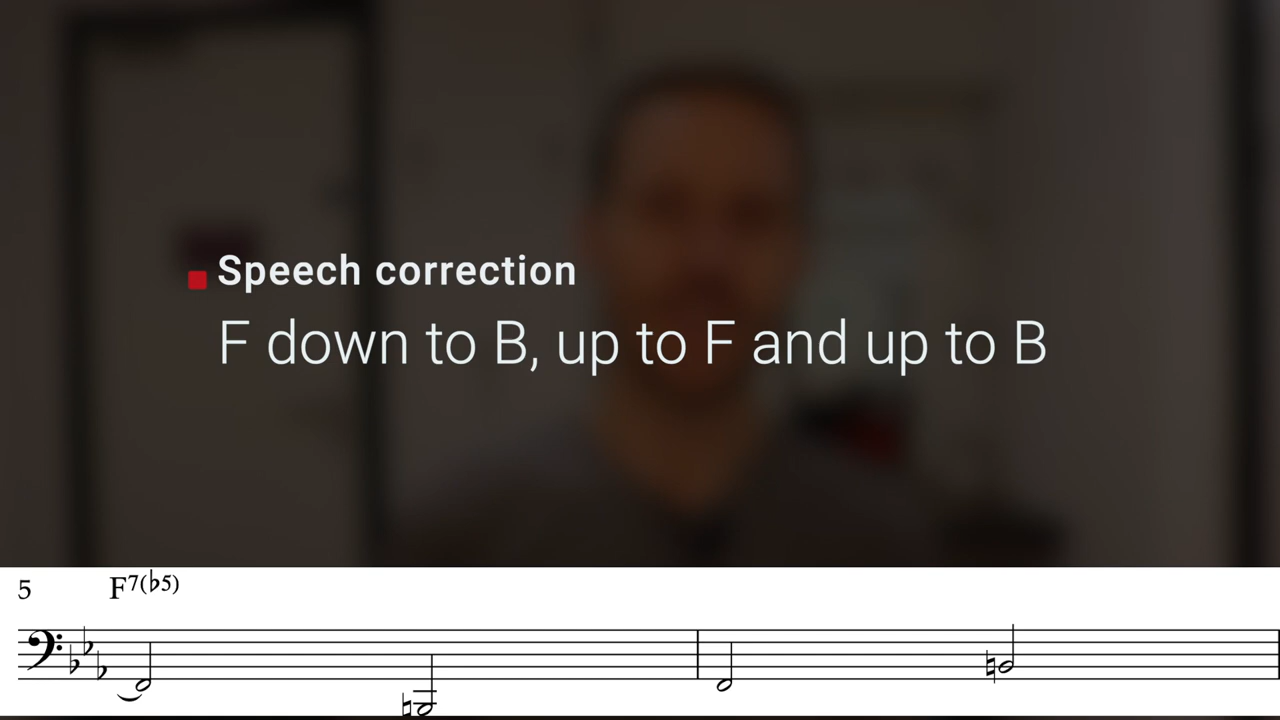 Speech correction
F down to B, up to F and up to B
5 F7(♭5)